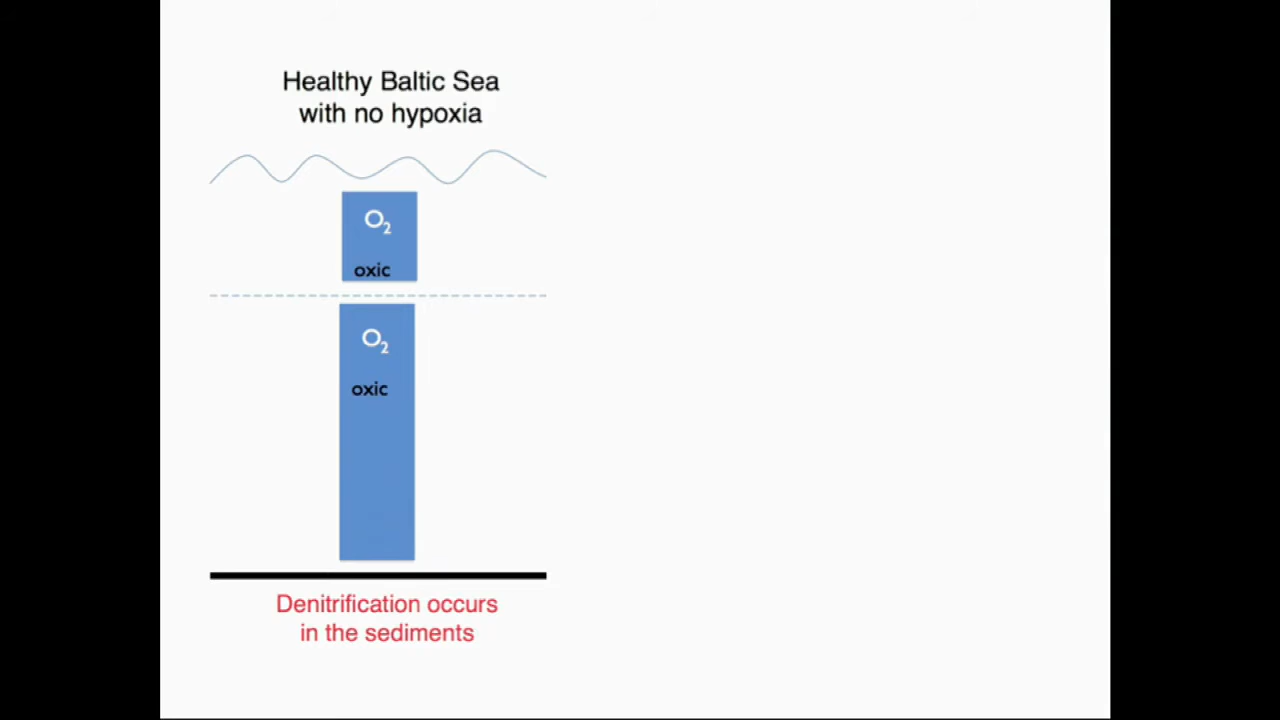 Healthy Baltic Sea
with no hypoxia
O₂
oxic
O₂
oxic
Denitrification occurs
in the sediments